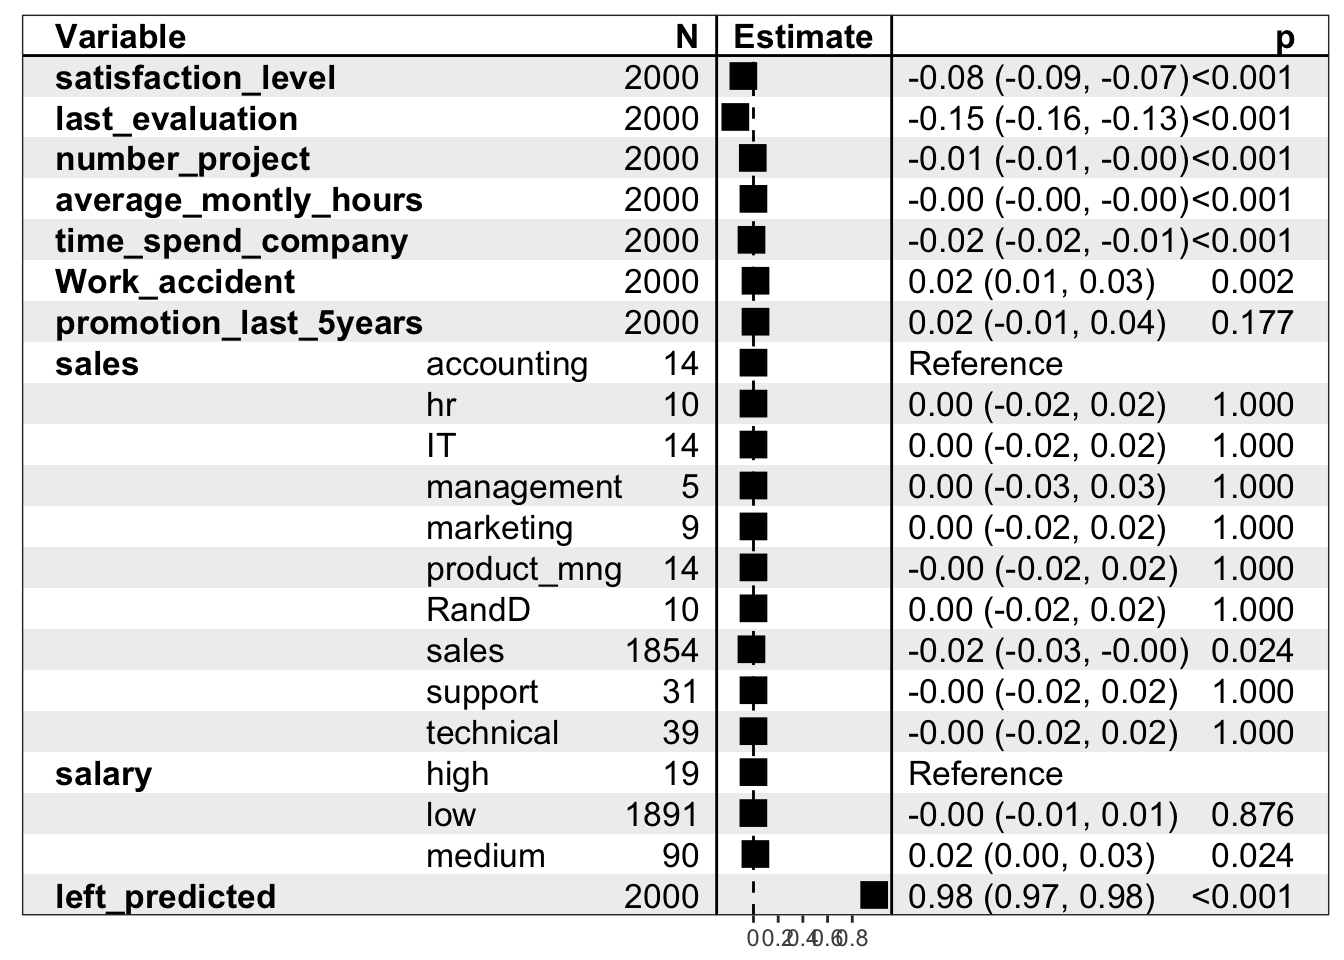 Variable N Estimate p
satisfaction_level 2000 -0.08 (-0.09, -0.07) <0.001
last_evaluation 2000 -0.15 (-0.16, -0.13) <0.001
number_project 2000 -0.01 (-0.01, -0.00) <0.001
average_montly_hours 2000 -0.00 (-0.00, -0.00) <0.001
time_spend_company 2000 -0.02 (-0.02, -0.01) <0.001
Work_accident 2000 0.02 (0.01, 0.03) 0.002
promotion_last_5years 2000 0.02 (-0.01, 0.04) 0.177
sales accounting 14 Reference
hr 10 0.00 (-0.02, 0.02) 1.000
IT 14 0.00 (-0.02, 0.02) 1.000
management 5 0.00 (-0.03, 0.03) 1.000
marketing 9 0.00 (-0.02, 0.02) 1.000
product_mng 14 -0.00 (-0.02, 0.02) 1.000
RandD 10 0.00 (-0.02, 0.02) 1.000
sales 1854 -0.02 (-0.03, -0.00) 0.024
support 31 -0.00 (-0.02, 0.02) 1.000
technical 39 -0.00 (-0.02, 0.02) 1.000
salary high 19 Reference
low 1891 -0.00 (-0.01, 0.01) 0.876
medium 90 0.02 (0.00, 0.03) 0.024
left_predicted 2000 0.98 (0.97, 0.98) <0.001
0 0.2 0.4 0.6 0.8